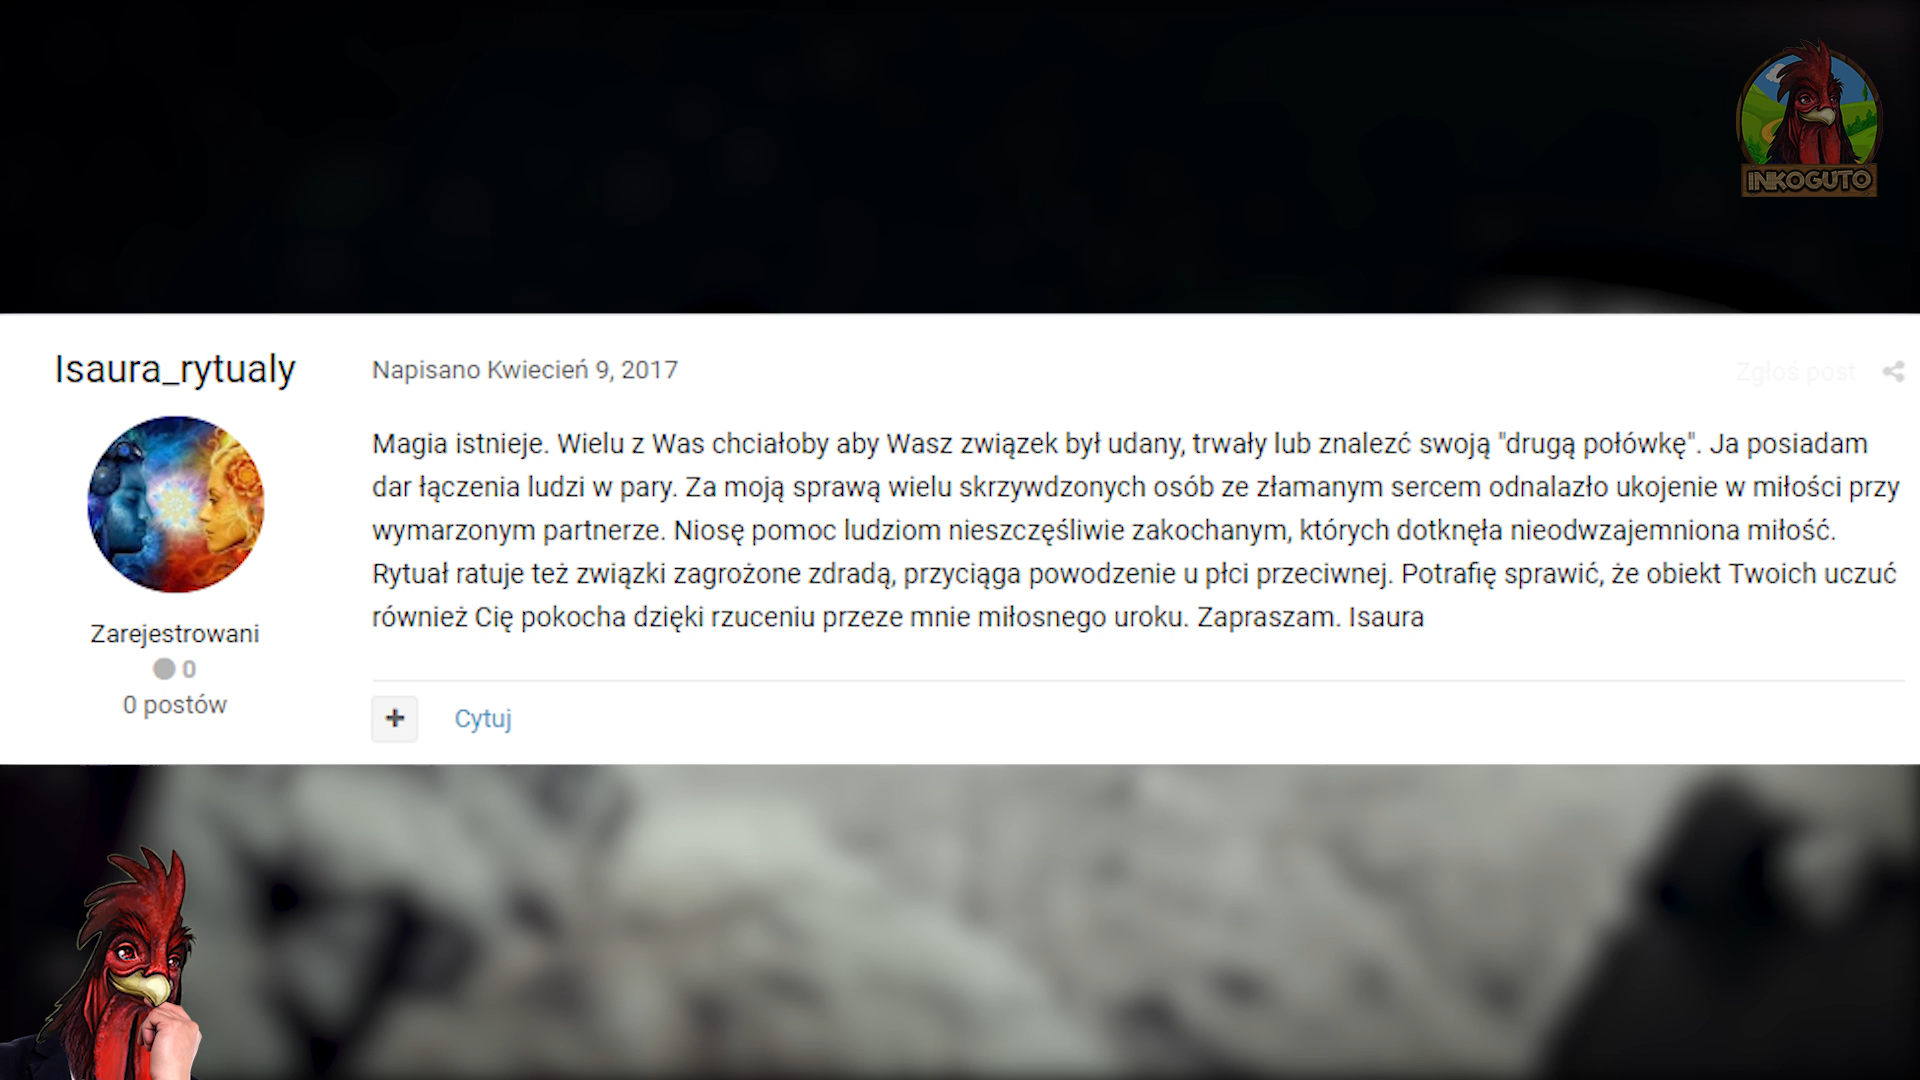 INKOGUTO
Isaura_rytualy
Napisano Kwiecień 9, 2017
Zgłoś post
Magia istnieje. Wielu z Was chciałoby aby Wasz związek był udany, trwały lub znalezć swoją "drugą połówkę". Ja posiadam
dar łączenia ludzi w pary. Za moją sprawą wielu skrzywdzonych osób ze złamanym sercem odnalazło ukojenie w miłości przy
wymarzonym partnerze. Niosę pomoc ludziom nieszczęśliwie zakochanym, których dotknęła nieodwzajemniona miłość.
Rytuał ratuje też związki zagrożone zdradą, przyciąga powodzenie u płci przeciwnej. Potrafię sprawić, że obiekt Twoich uczuć
również Cię pokocha dzięki rzuceniu przeze mnie miłosnego uroku. Zapraszam. Isaura
Zarejestrowani
0
0 postów
+ Cytuj